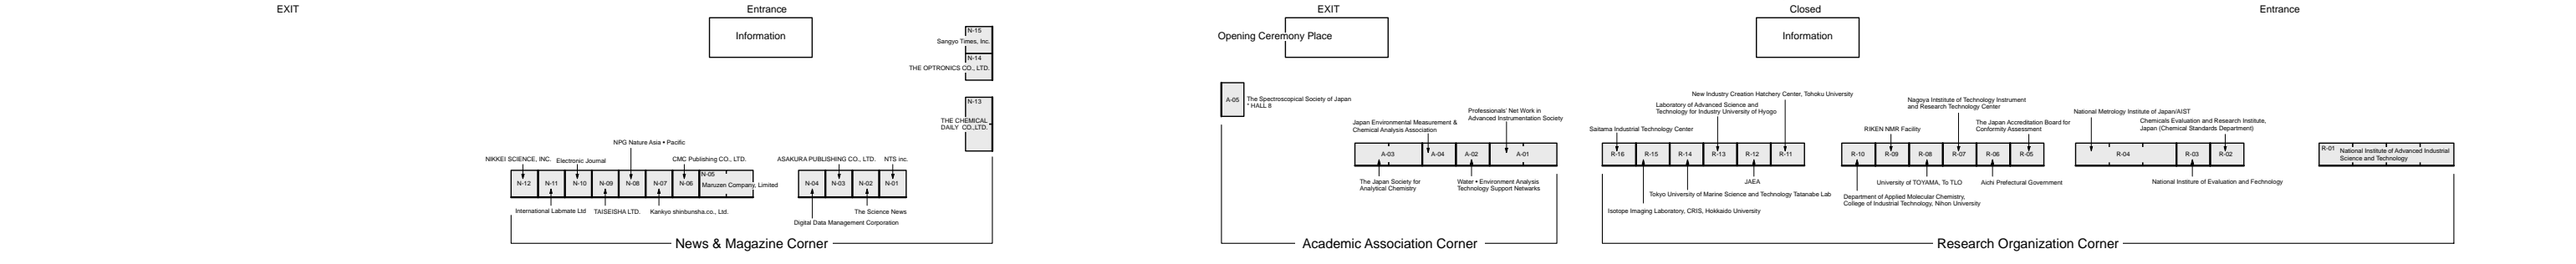 EXIT
Entrance
EXIT
Closed
Entrance
Information
Opening Ceremony Place
Information
N-15
Sangyo Times, Inc.
N-14
THE OPTRONICS CO., LTD.
N-13
THE CHEMICAL
DAILY CO.,LTD.
NPG Nature Asia • Pacific
NIKKEI SCIENCE, INC.
Electronic Journal
CMC Publishing CO., LTD.
ASAKURA PUBLISHING CO., LTD.
NTS inc.
N-12
N-11
N-10
N-09
N-08
N-07
N-06
N-05
Maruzen Company, Limited
N-04
N-03
N-02
N-01
International Labmate Ltd
TAISEISHA LTD.
Kankyo shinbunsha.co., Ltd.
The Science News
Digital Data Management Corporation
News & Magazine Corner
A-05
The Spectroscopical Society of Japan
* HALL 8
Japan Environmental Measurement &
Chemical Analysis Association
Professionals' Net Work in
Advanced Instrumentation Society
A-03
A-04
A-02
A-01
The Japan Society for
Analytical Chemistry
Water • Environment Analysis
Technology Support Networks
Academic Association Corner
New Industry Creation Hatchery Center, Tohoku University
Laboratory of Advanced Science and
Technology for Industry University of Hyogo
Saitama Industrial Technology Center
R-16
R-15
R-14
R-13
R-12
R-11
JAEA
Tokyo University of Marine Science and Technology Tatanabe Lab
Isotope Imaging Laboratory, CRIS, Hokkaido University
Nagoya Intstitute of Technology Instrument
and Research Technology Center
RIKEN NMR Facility
The Japan Accreditation Board for
Conformity Assessment
R-10
R-09
R-08
R-07
R-06
R-05
University of TOYAMA, To TLO
Aichi Prefectural Government
Department of Applied Molecular Chemistry,
College of Industrial Technology, Nihon University
National Metrology Institute of Japan/AIST
Chemicals Evaluation and Research Institute,
Japan (Chemical Standards Department)
R-04
R-03
R-02
National Institute of Evaluation and Fechnology
R-01
National Institute of Advanced Industrial
Science and Technology
Research Organization Corner